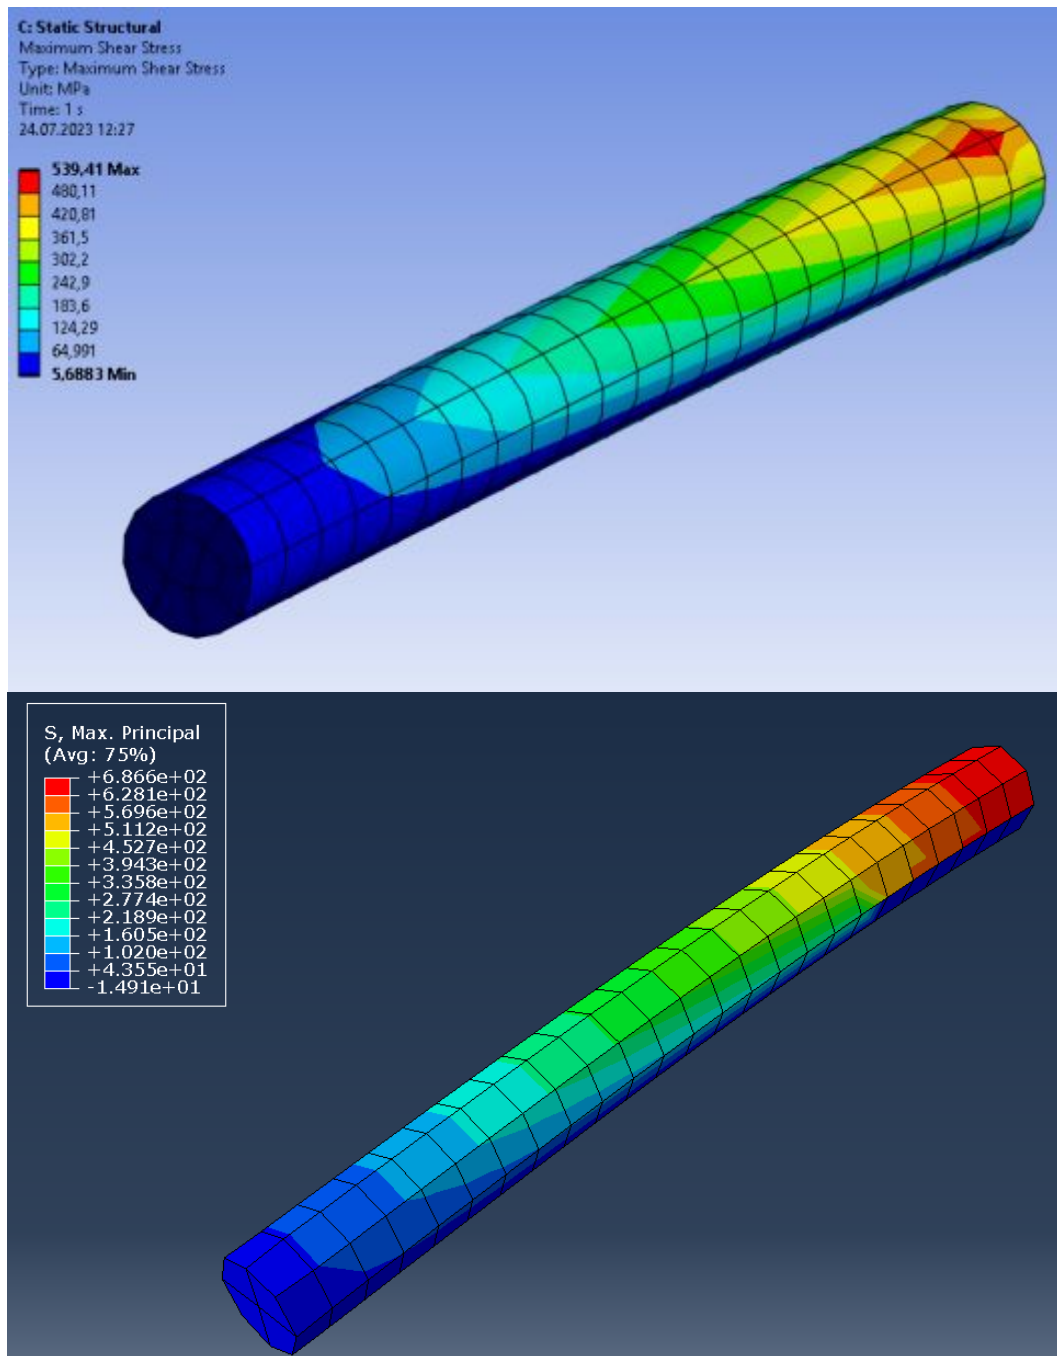 C: Static Structural
Maximum Shear Stress
Type: Maximum Shear Stress
Unit: MPa
Time: 1 s
24.07.2023 12:27
539,41 Max
480,11
420,81
361,5
302,2
242,9
183,6
124,29
64,991
5,6883 Min
S, Max. Principal
(Avg: 75%)
+6.866e+02
+6.281e+02
+5.696e+02
+5.112e+02
+4.527e+02
+3.943e+02
+3.358e+02
+2.774e+02
+2.189e+02
+1.605e+02
+1.020e+02
+4.355e+01
-1.491e+01